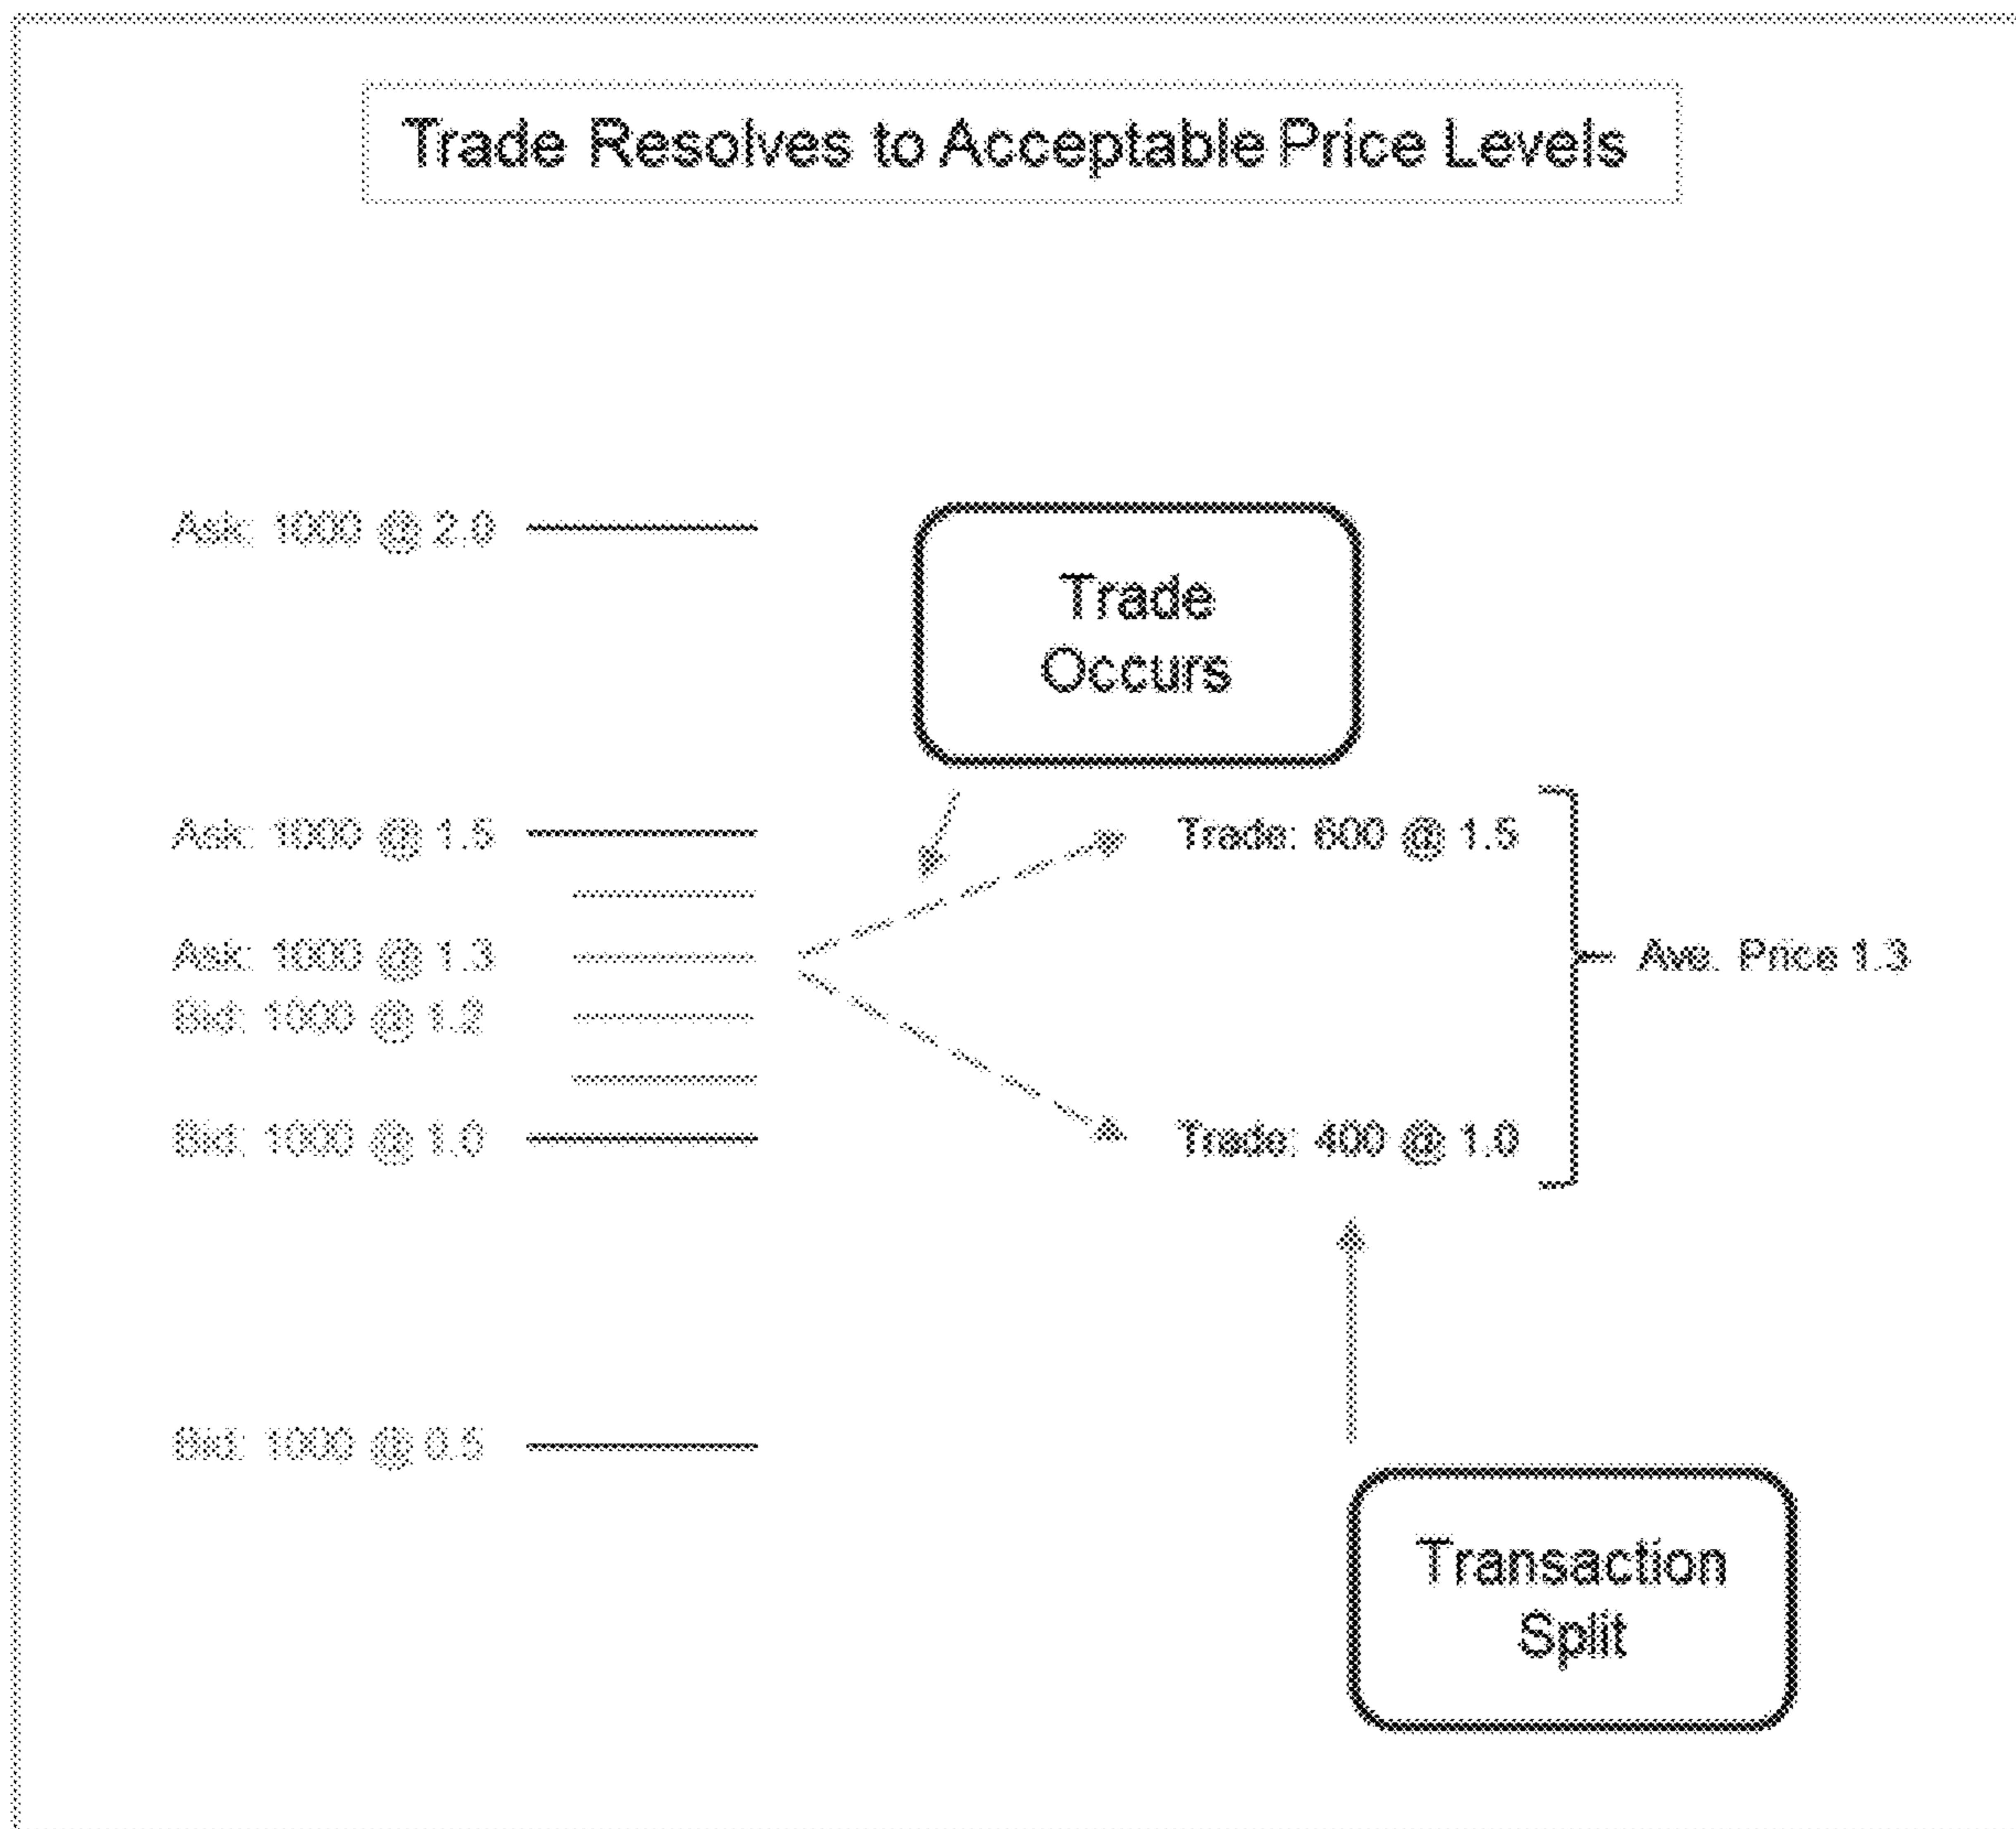 Trade Resolves to Acceptable Price Levels
Ask: 1000 @ 2.0
Trade
Occurs
Ask: 1000 @ 1.5
Trade: 600 @ 1.5
Ask: 1000 @ 1.3
Ave. Price 1.3
Bid: 1000 @ 1.2
Bid: 1000 @ 1.0
Trade: 400 @ 1.0
Bid: 1000 @ 0.5
Transaction
Split